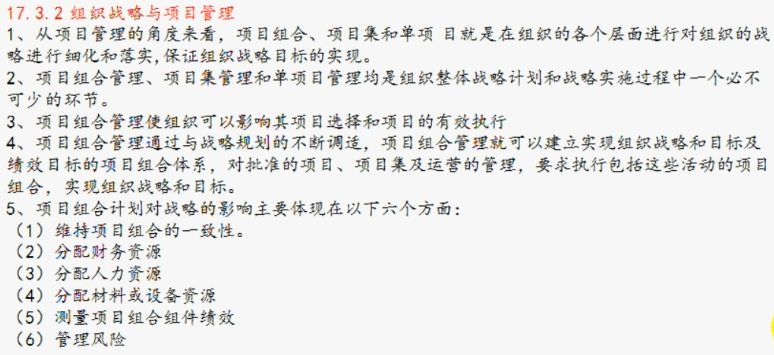 17.3.2 组织战略与项目管理
1、从项目管理的角度来看，项目组合、项目集和单项 目就是在组织的各个层面进行对组织的战
略进行细化和落实,保证组织战略目标的实现。
2、项目组合管理、项目集管理和单项目管理均是组织整体战略计划和战略实施过程中一个必不
可少的环节。
3、项目组合管理使组织可以影响其项目选择和项目的有效执行
4、项目组合管理通过与战略规划的不断调适，项目组合管理就可以建立实现组织战略和目标及
绩效目标的项目组合体系，对批准的项目、项目集及运营的管理，要求执行包括这些活动的项目
组合，实现组织战略和目标。
5、项目组合计划对战略的影响主要体现在以下六个方面：
（1）维持项目组合的一致性。
（2）分配财务资源
（3）分配人力资源
（4）分配材料或设备资源
（5）测量项目组合组件绩效
（6）管理风险